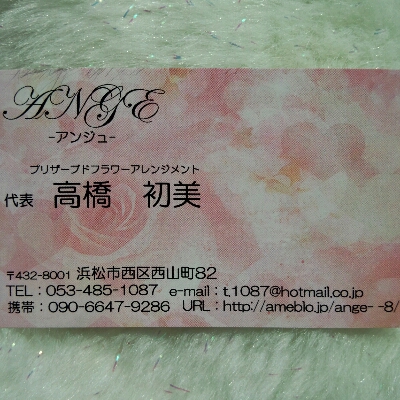 ANGE
-アンジュ-
プリザーブドフラワーアレンジメント
代表 高橋 初美
〒432-8001 浜松市西区西山町82
TEL：053-485-1087 e-mail：t.1087@hotmail.co.jp
携帯：090-6647-9286 URL：http://ameblo.jp/ange- -8/